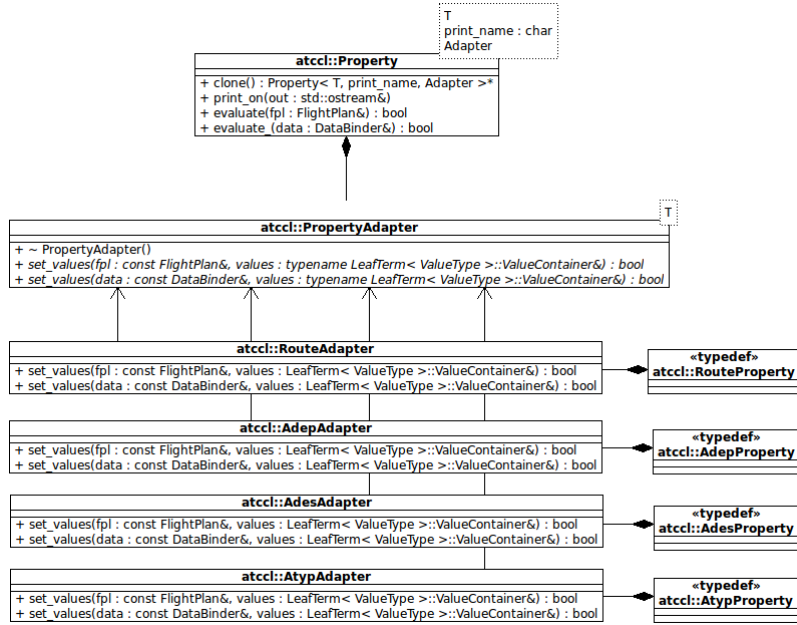 T
print_name : char
Adapter
atccl::Property
+ clone() : Property< T, print_name, Adapter >*
+ print_on(out : std::ostream&)
+ evaluate(fpl : FlightPlan&) : bool
+ evaluate_(data : DataBinder&) : bool
T
atccl::PropertyAdapter
+ ~ PropertyAdapter()
+ set_values(fpl : const FlightPlan&, values : typename LeafTerm< ValueType >::ValueContainer&) : bool
+ set_values(data : const DataBinder&, values : typename LeafTerm< ValueType >::ValueContainer&) : bool
atccl::RouteAdapter
+ set_values(fpl : const FlightPlan&, values : LeafTerm< ValueType >::ValueContainer&) : bool
+ set_values(data : const DataBinder&, values : LeafTerm< ValueType >::ValueContainer&) : bool
«typedef»
atccl::RouteProperty
atccl::AdepAdapter
+ set_values(fpl : const FlightPlan&, values : LeafTerm< ValueType >::ValueContainer&) : bool
+ set_values(data : const DataBinder&, values : LeafTerm< ValueType >::ValueContainer&) : bool
«typedef»
atccl::AdepProperty
atccl::AdesAdapter
+ set_values(fpl : const FlightPlan&, values : LeafTerm< ValueType >::ValueContainer&) : bool
+ set_values(data : const DataBinder&, values : LeafTerm< ValueType >::ValueContainer&) : bool
«typedef»
atccl::AdesProperty
atccl::AtypAdapter
+ set_values(fpl : const FlightPlan&, values : LeafTerm< ValueType >::ValueContainer&) : bool
+ set_values(data : const DataBinder&, values : LeafTerm< ValueType >::ValueContainer&) : bool
«typedef»
atccl::AtypProperty